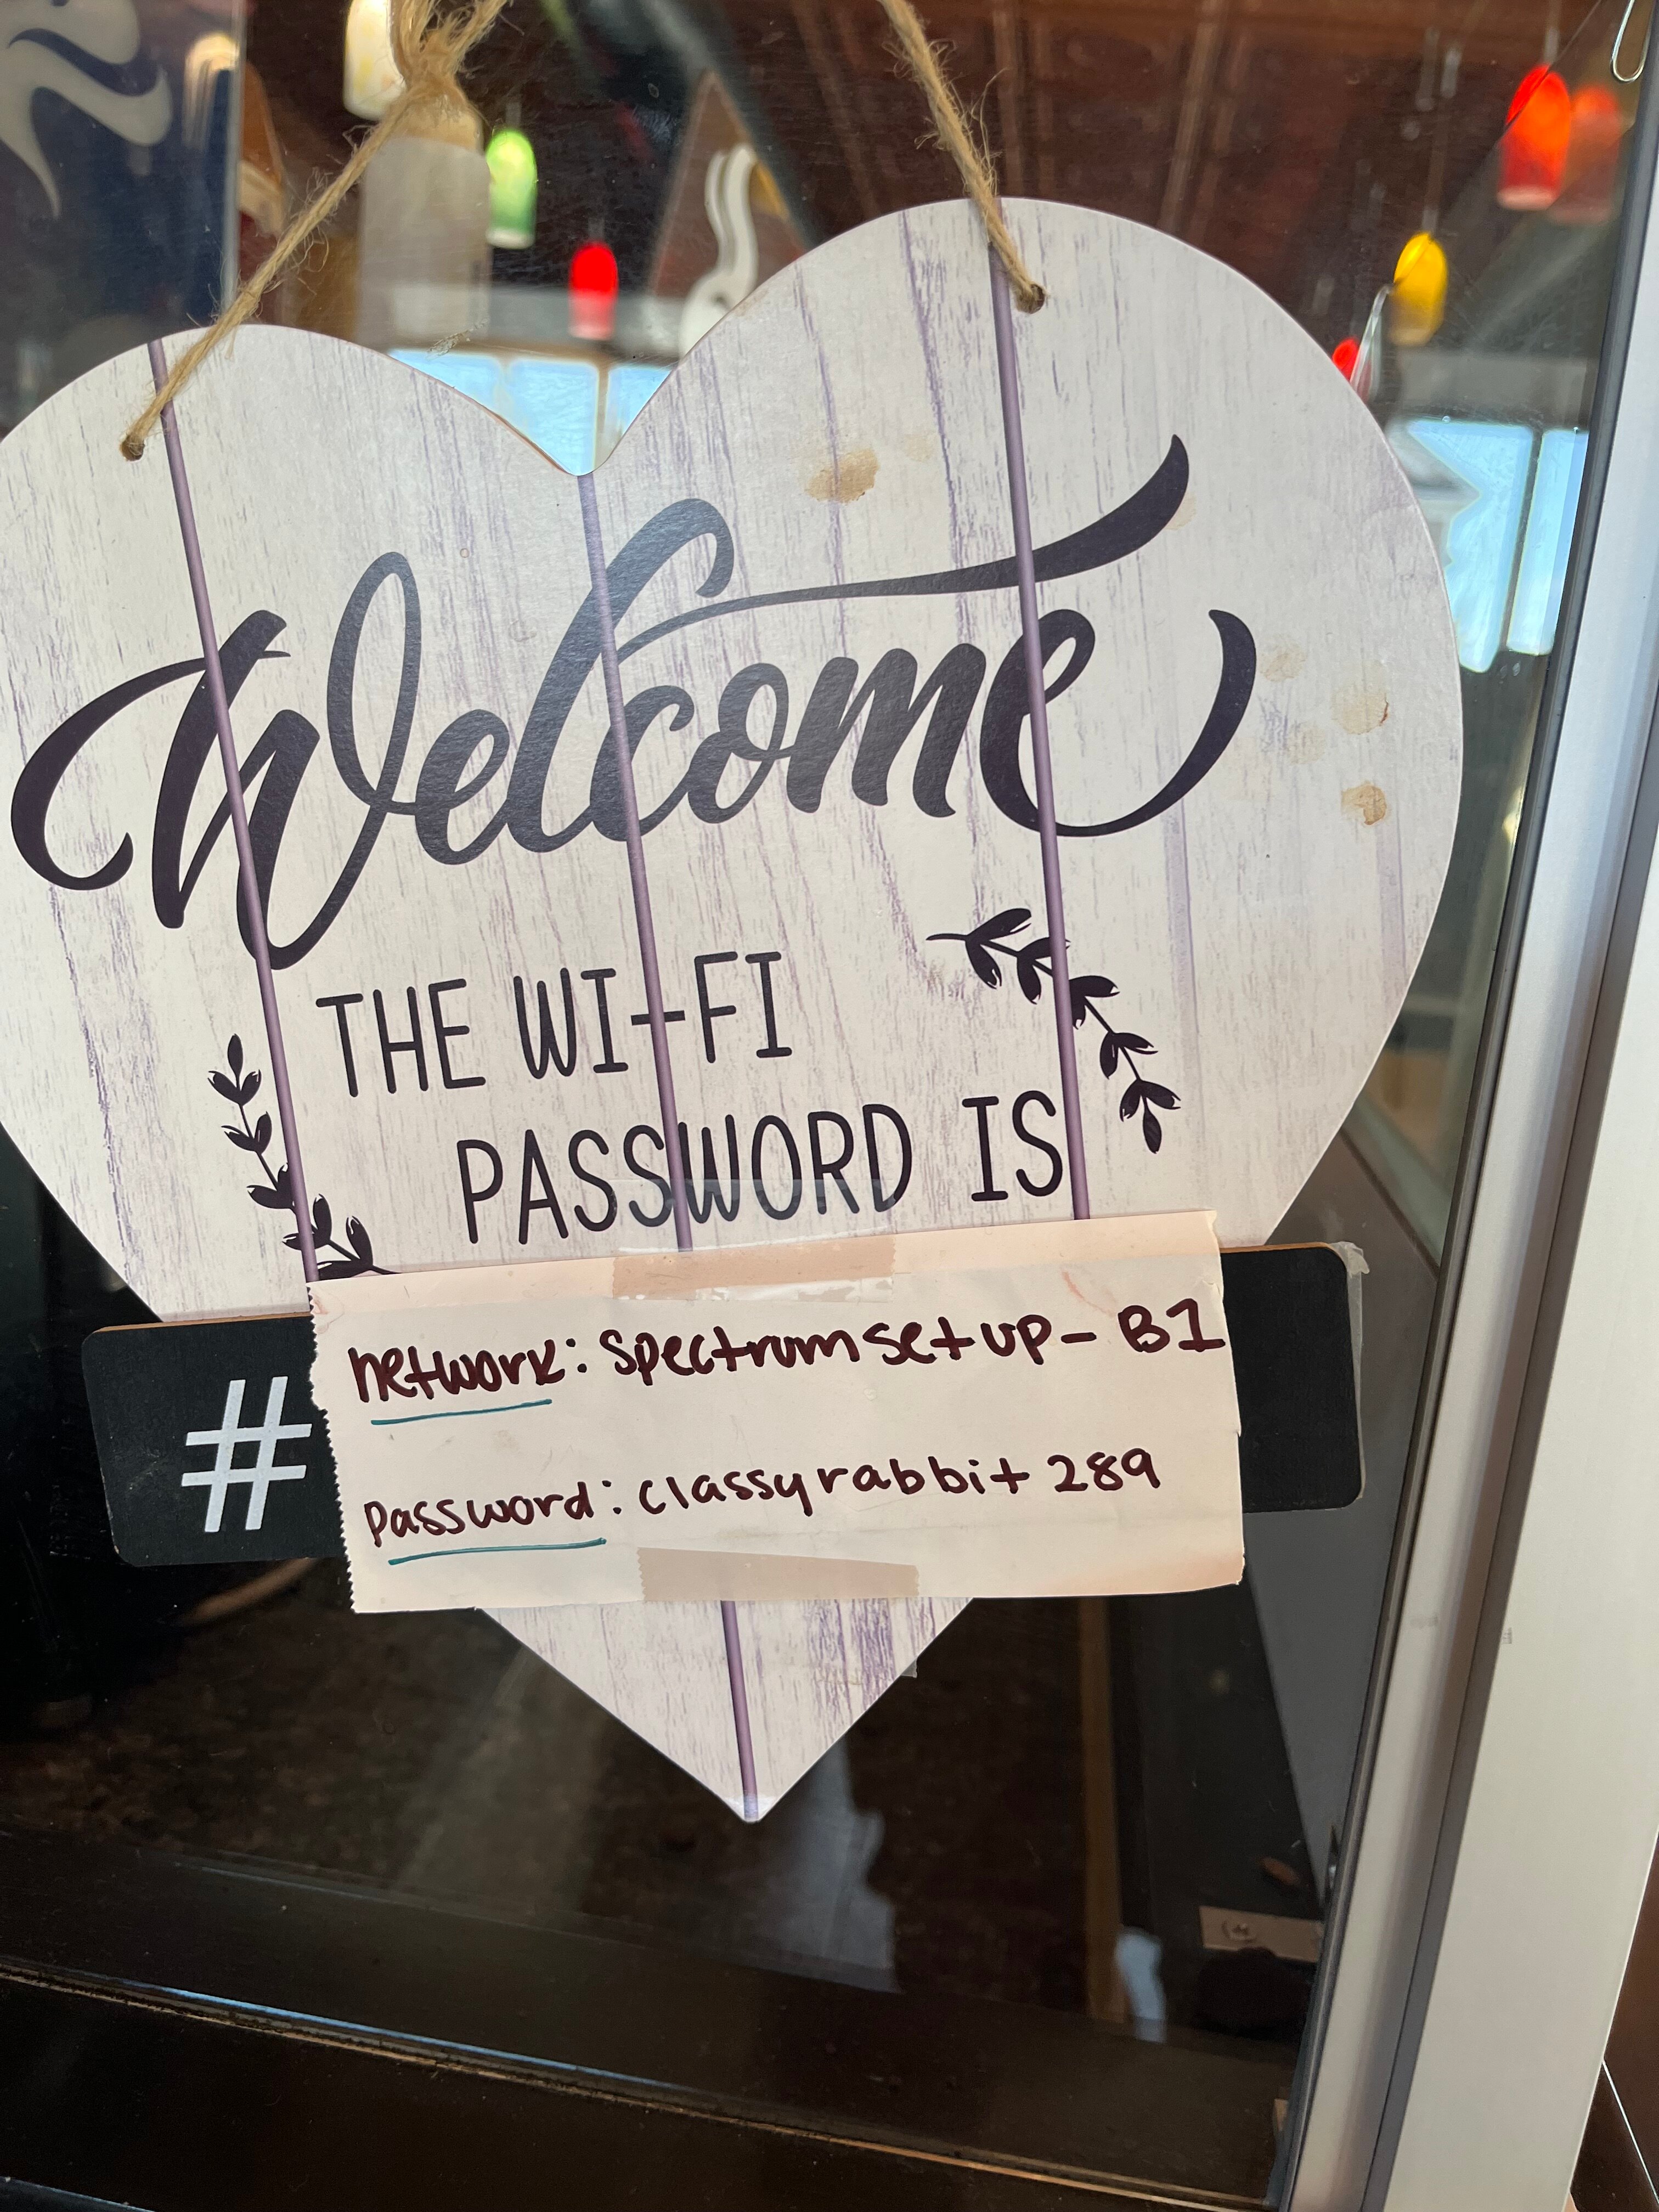 Welcome
THE WI-FI
PASSWORD IS
#
network: spectrumsetup-B1
password: classyrabbit289